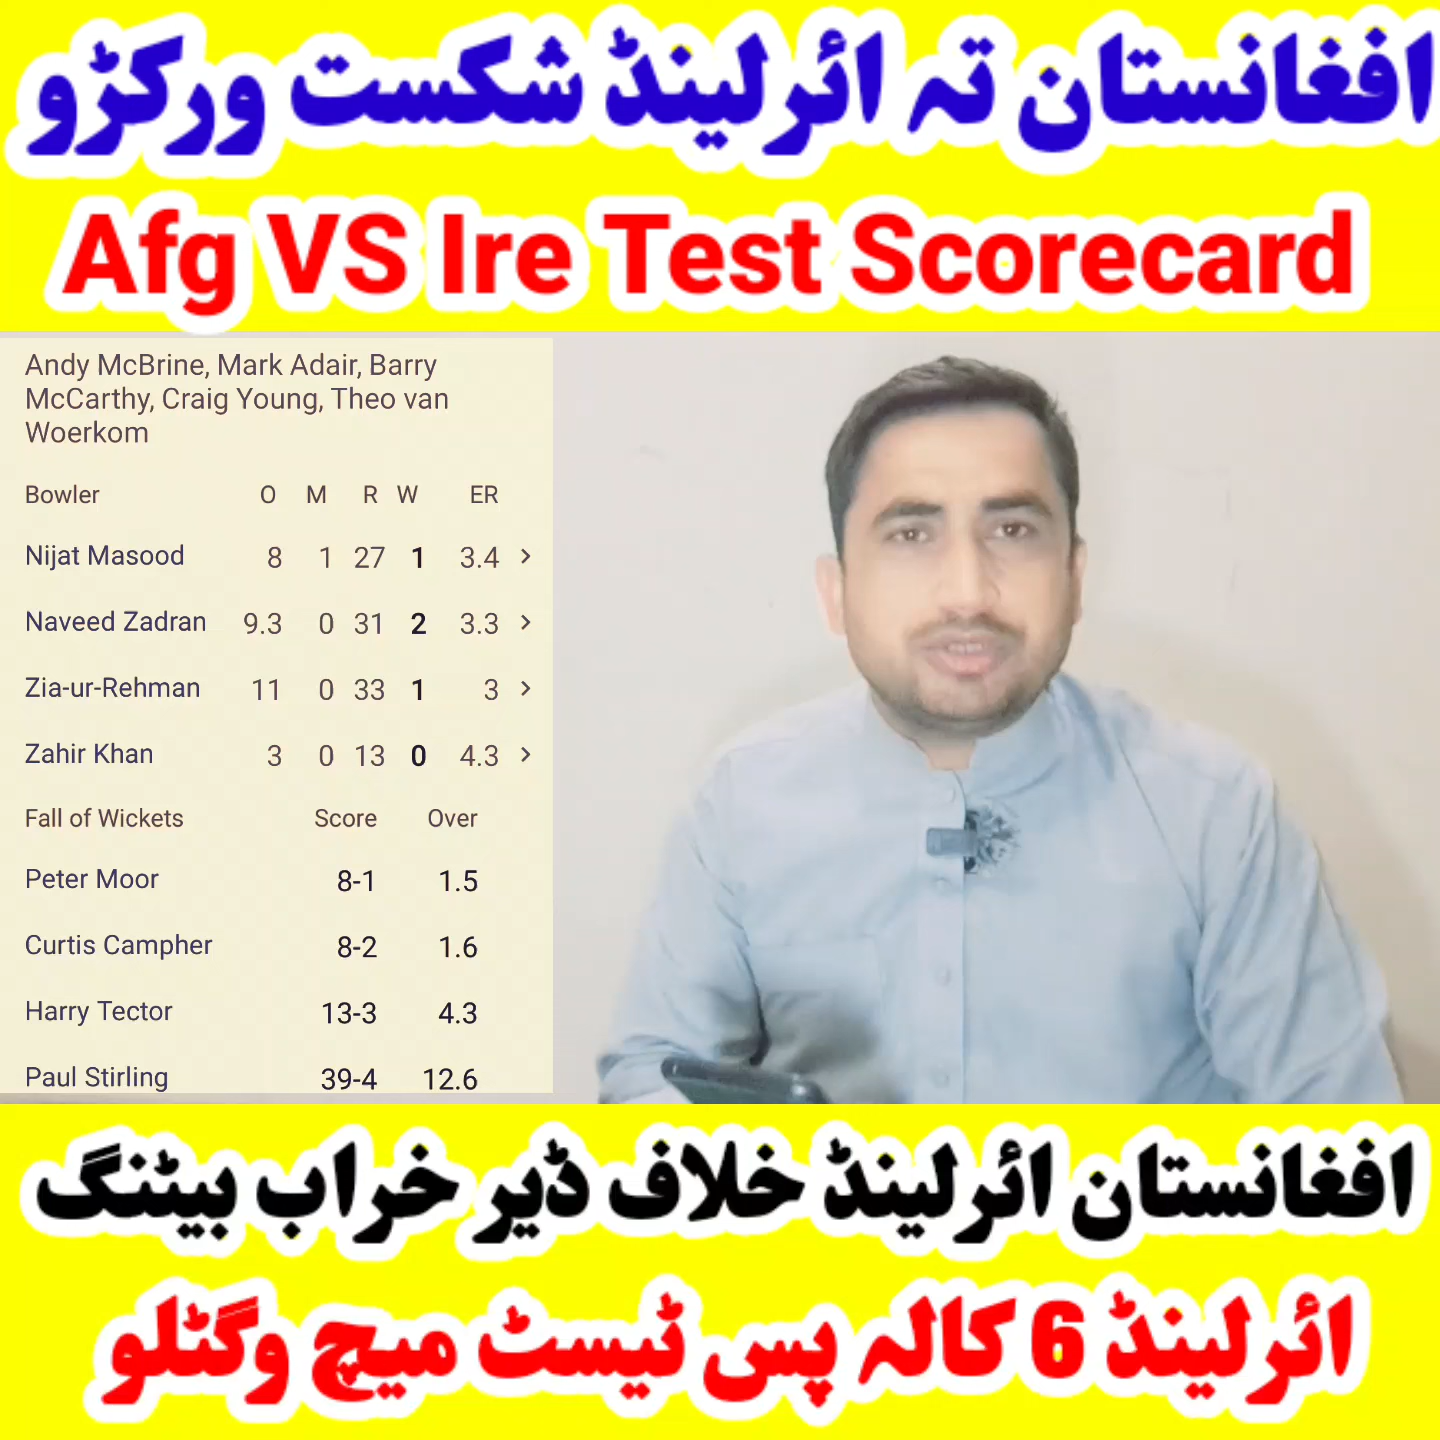 افغانستان تہ ائرلینڈ شکست ورکڑو
Afg VS Ire Test Scorecard
Andy McBrine, Mark Adair, Barry
McCarthy, Craig Young, Theo van
Woerkom
Bowler O M R W ER
Nijat Masood 8 1 27 1 3.4 >
Naveed Zadran 9.3 0 31 2 3.3 >
Zia-ur-Rehman 11 0 33 1 3 >
Zahir Khan 3 0 13 0 4.3 >
Fall of Wickets Score Over
Peter Moor 8-1 1.5
Curtis Campher 8-2 1.6
Harry Tector 13-3 4.3
Paul Stirling 39-4 12.6
افغانستان ائرلینڈ خلاف ڈیر خراب بیٹنگ
ائرلینڈ 6 کالہ پس ٹیسٹ میچ وگٹلو